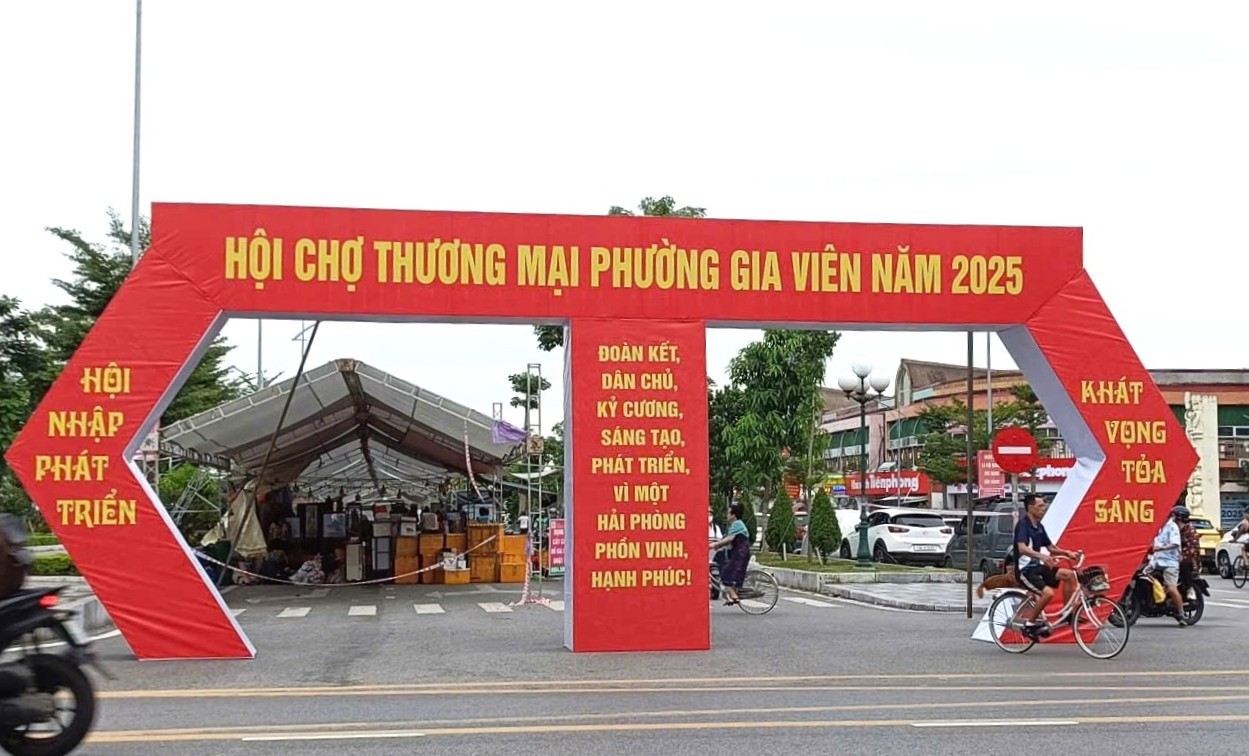 HỘI CHỢ THƯƠNG MẠI PHƯỜNG GIA VIÊN NĂM 2025
HỘI
NHẬP
PHÁT
TRIỂN
ĐOÀN KẾT,
DÂN CHỦ,
KỶ CƯƠNG,
SÁNG TẠO,
PHÁT TRIỂN,
VÌ MỘT
HẢI PHÒNG
PHỒN VINH,
HẠNH PHÚC!
KHÁT
VỌNG
TỎA
SÁNG